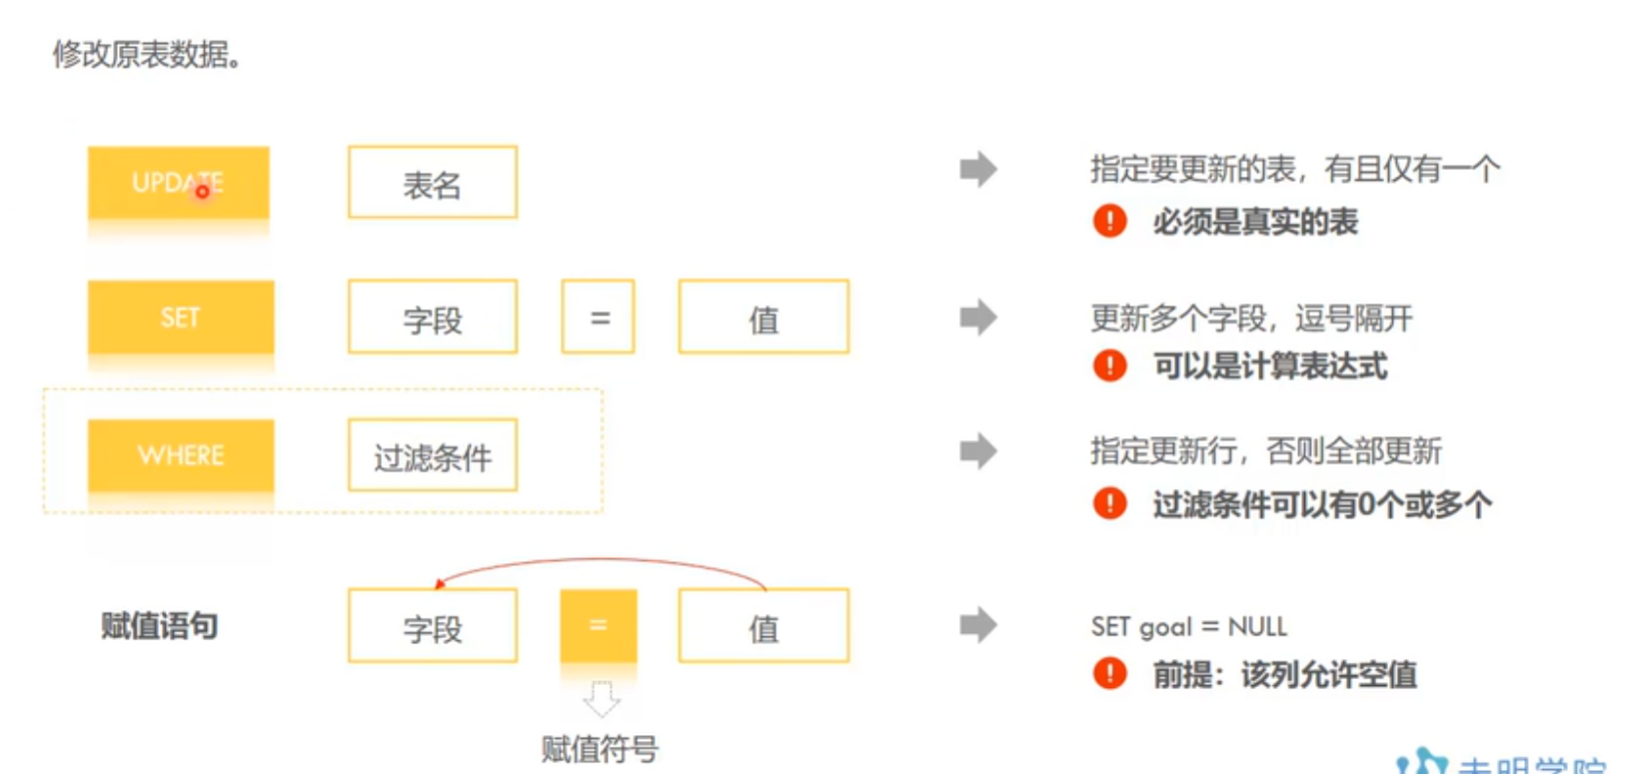 修改原表数据。
UPDATE 表名
指定要更新的表，有且仅有一个
! 必须是真实的表
SET 字段 = 值
更新多个字段，逗号隔开
! 可以是计算表达式
WHERE 过滤条件
指定更新行，否则全部更新
! 过滤条件可以有0个或多个
赋值语句 字段 = 值
SET goal = NULL
! 前提：该列允许空值
赋值符号
未明学院